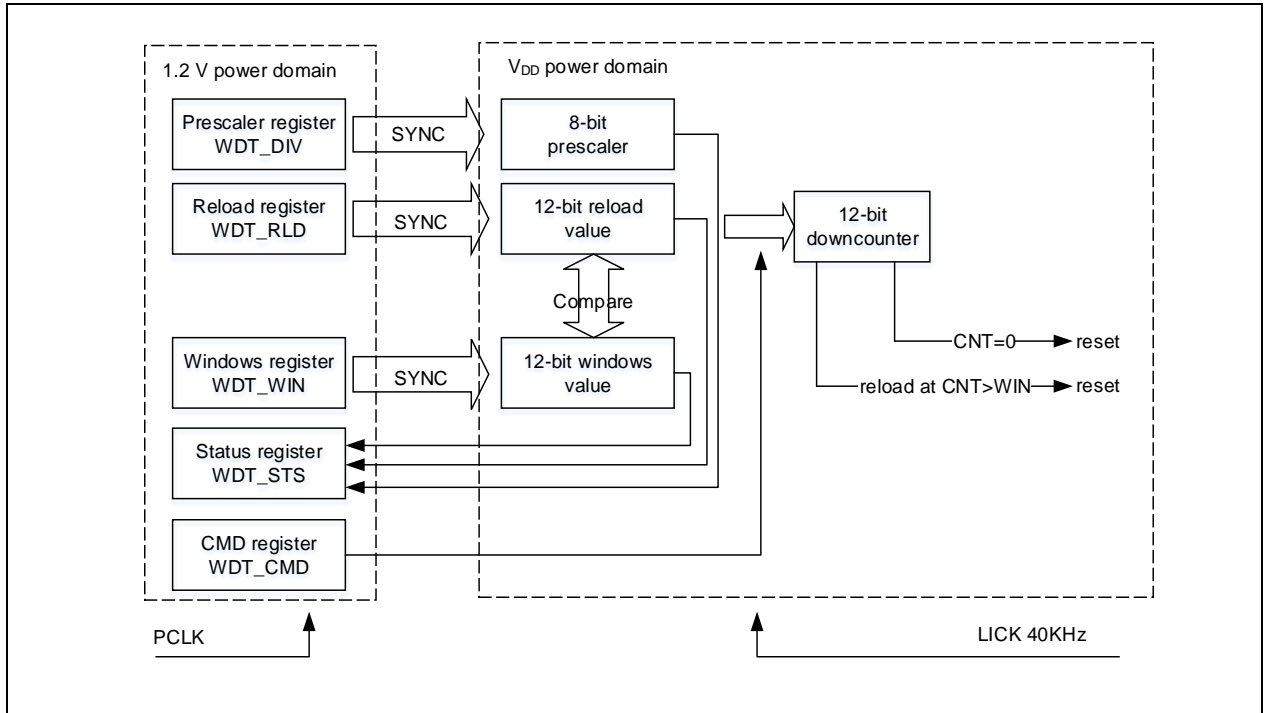 1.2 V power domain
Prescaler register
WDT_DIV
Reload register
WDT_RLD
Windows register
WDT_WIN
Status register
WDT_STS
CMD register
WDT_CMD
SYNC
SYNC
SYNC
VDD power domain
8-bit
prescaler
12-bit reload
value
Compare
12-bit windows
value
12-bit
downcounter
CNT=0
reset
reload at CNT>WIN
reset
PCLK
LICK 40KHz